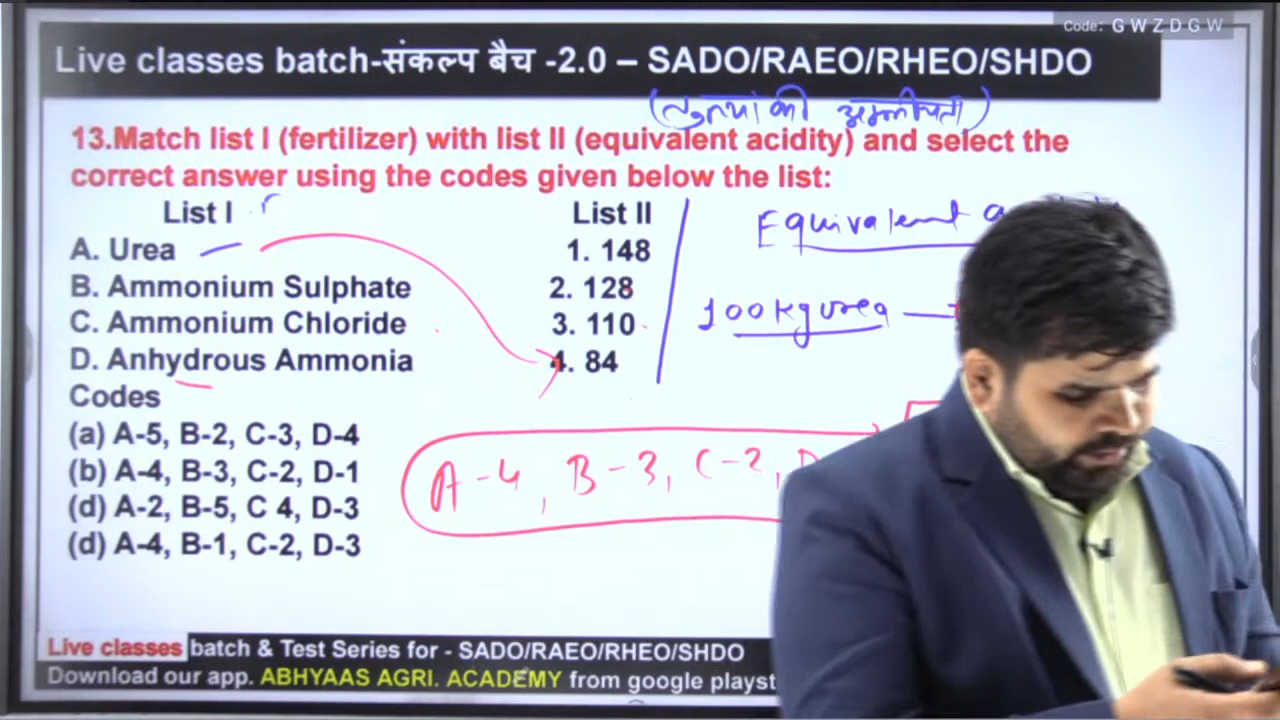 Code: G W Z D G W
Live classes batch-संकल्प बैच -2.0 – SADO/RAEO/RHEO/SHDO
13.Match list I (fertilizer) with list II (equivalent acidity) and select the
correct answer using the codes given below the list:
List I List II
A. Urea 1. 148
B. Ammonium Sulphate 2. 128
C. Ammonium Chloride 3. 110
D. Anhydrous Ammonia 4. 84
Equivalent
100kg urea
Codes
(a) A-5, B-2, C-3, D-4
(b) A-4, B-3, C-2, D-1
(d) A-2, B-5, C 4, D-3
(d) A-4, B-1, C-2, D-3
A-4, B-3, C-2, D
Live classes batch & Test Series for - SADO/RAEO/RHEO/SHDO
Download our app. ABHYAAS AGRI. ACADEMY from google playst